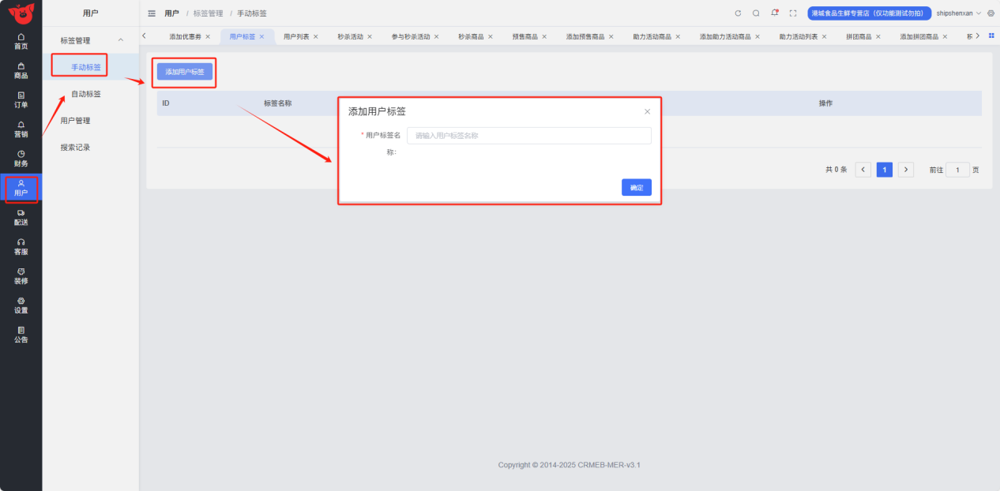 用户
用户 / 标签管理 / 手动标签
港城食品生鲜专营店（仅功能测试勿拍）
shipshenxan
首页
商品
订单
营销
财务
用户
配送
客服
装修
设置
公告
标签管理
手动标签
自动标签
用户管理
搜索记录
添加优惠券 × 用户标签 × 用户列表 × 秒杀活动 × 参与秒杀活动 × 秒杀商品 × 预售商品 × 添加预售商品 × 助力活动商品 × 添加助力活动商品 × 助力活动列表 × 拼团商品 × 添加拼团商品 ×
添加用户标签
ID 标签名称 操作
添加用户标签 ×
* 用户标签名
称：
请输入用户标签名称
确定
共 0 条 < 1 > 前往 1 页
Copyright © 2014-2025 CRMEB-MER-v3.1